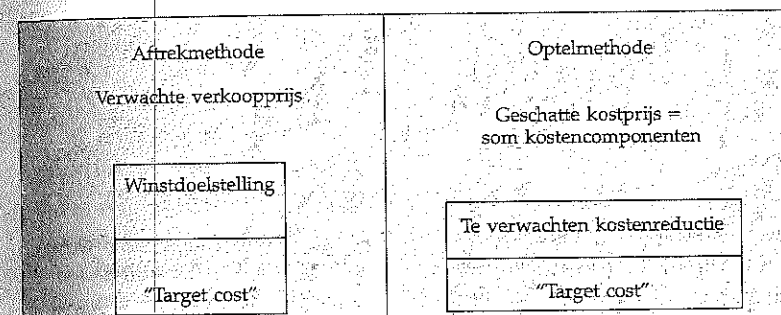 Aftrekmethode
Verwachte verkoopprijs
Winstdoelstelling
"Target cost"
Optelmethode
Geschatte kostprijs =
som kostencomponenten
Te verwachten kostenreductie
"Target cost"